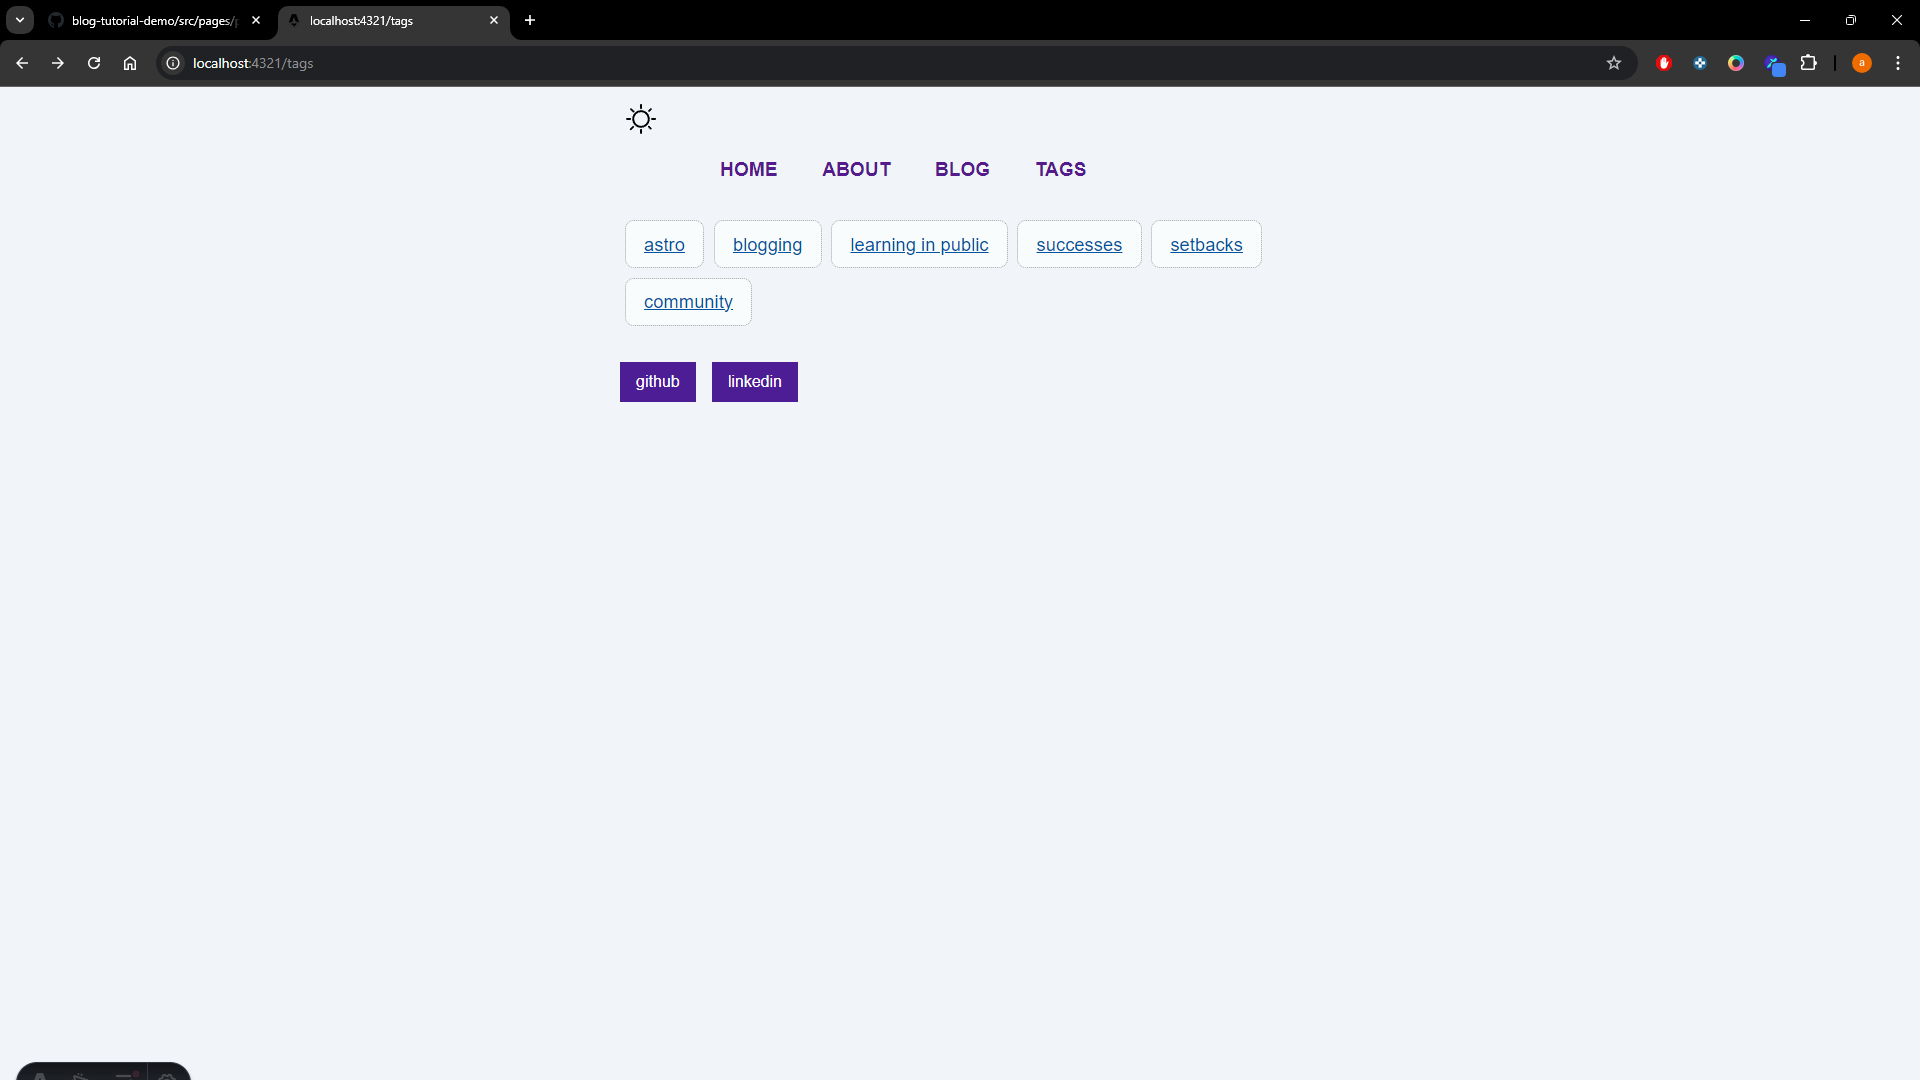 blog-tutorial-demo/src/pages/
localhost:4321/tags
localhost:4321/tags
a
HOME ABOUT BLOG TAGS
astro blogging learning in public successes setbacks
community
github linkedin